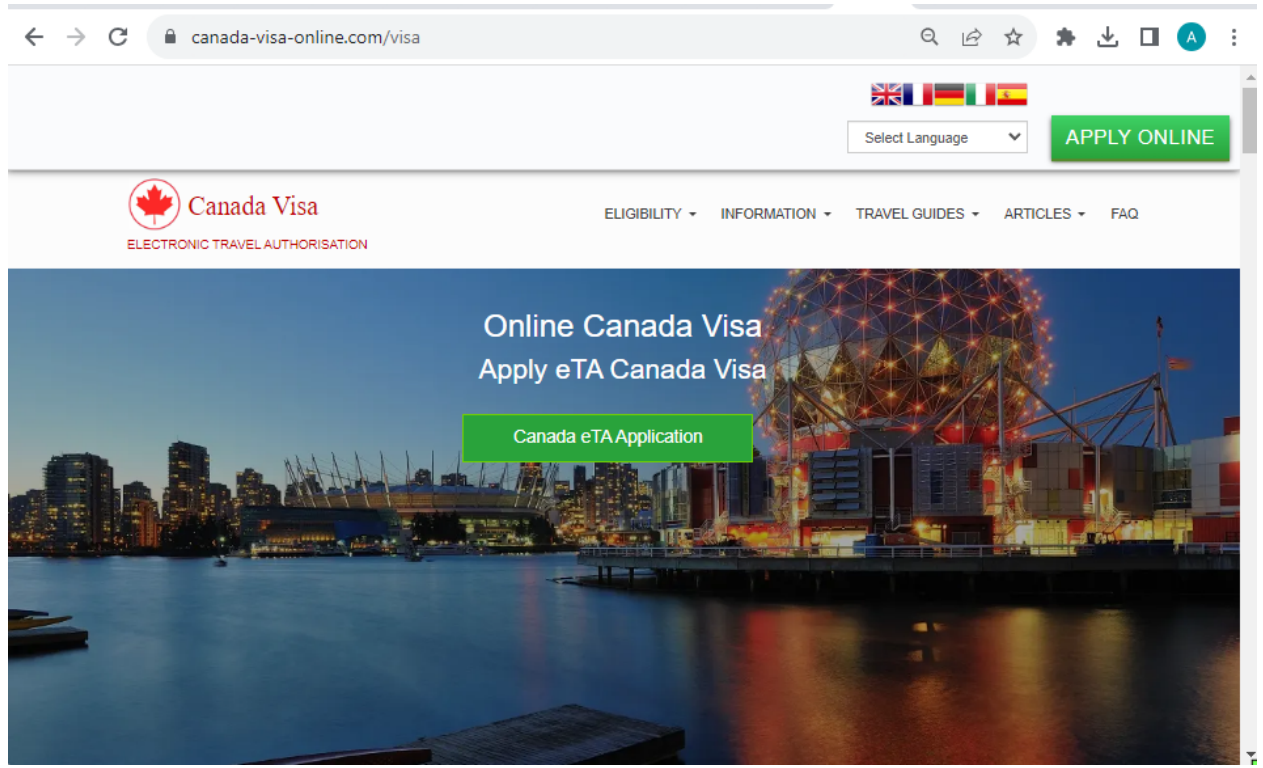 canada-visa-online.com/visa
A
Select Language
APPLY ONLINE
Canada Visa
ELECTRONIC TRAVEL AUTHORISATION
ELIGIBILITY
INFORMATION
TRAVEL GUIDES
ARTICLES
FAQ
Online Canada Visa
Apply eTA Canada Visa
Canada eTA Application